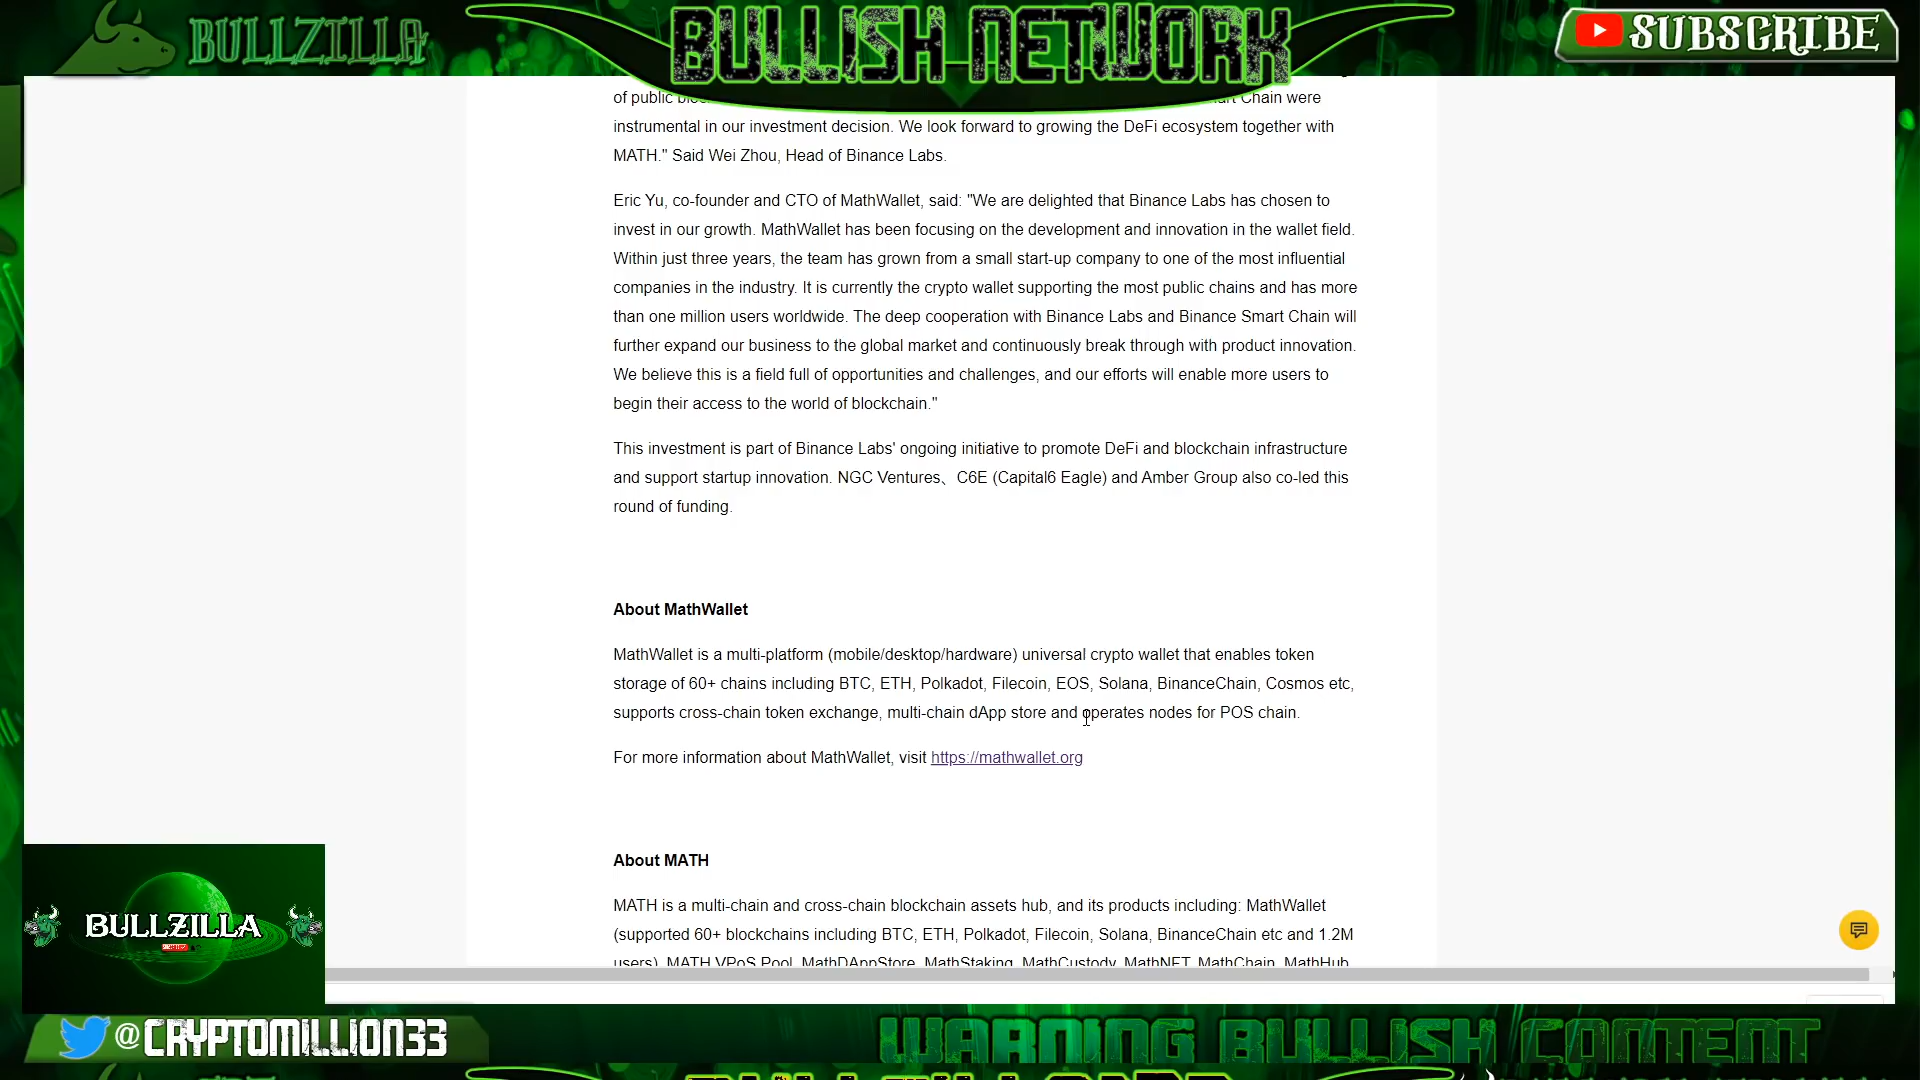 BULLZILLA
BULLISH NETWORK
SUBSCRIBE
of public Chain were
instrumental in our investment decision. We look forward to growing the DeFi ecosystem together with
MATH." Said Wei Zhou, Head of Binance Labs.
Eric Yu, co-founder and CTO of MathWallet, said: "We are delighted that Binance Labs has chosen to
invest in our growth. MathWallet has been focusing on the development and innovation in the wallet field.
Within just three years, the team has grown from a small start-up company to one of the most influential
companies in the industry. It is currently the crypto wallet supporting the most public chains and has more
than one million users worldwide. The deep cooperation with Binance Labs and Binance Smart Chain will
further expand our business to the global market and continuously break through with product innovation.
We believe this is a field full of opportunities and challenges, and our efforts will enable more users to
begin their access to the world of blockchain."
This investment is part of Binance Labs' ongoing initiative to promote DeFi and blockchain infrastructure
and support startup innovation. NGC Ventures、C6E (Capital6 Eagle) and Amber Group also co-led this
round of funding.
About MathWallet
MathWallet is a multi-platform (mobile/desktop/hardware) universal crypto wallet that enables token
storage of 60+ chains including BTC, ETH, Polkadot, Filecoin, EOS, Solana, BinanceChain, Cosmos etc,
supports cross-chain token exchange, multi-chain dApp store and operates nodes for POS chain.
For more information about MathWallet, visit https://mathwallet.org
About MATH
MATH is a multi-chain and cross-chain blockchain assets hub, and its products including: MathWallet
(supported 60+ blockchains including BTC, ETH, Polkadot, Filecoin, Solana, BinanceChain etc and 1.2M
users), MATH VPoS Pool, MathDAppStore, MathStaking, MathCustody, MathNFT, MathChain, MathHub
BULLZILLA
@CRYPTOMILLION33
WARNING BULLISH CONTENT